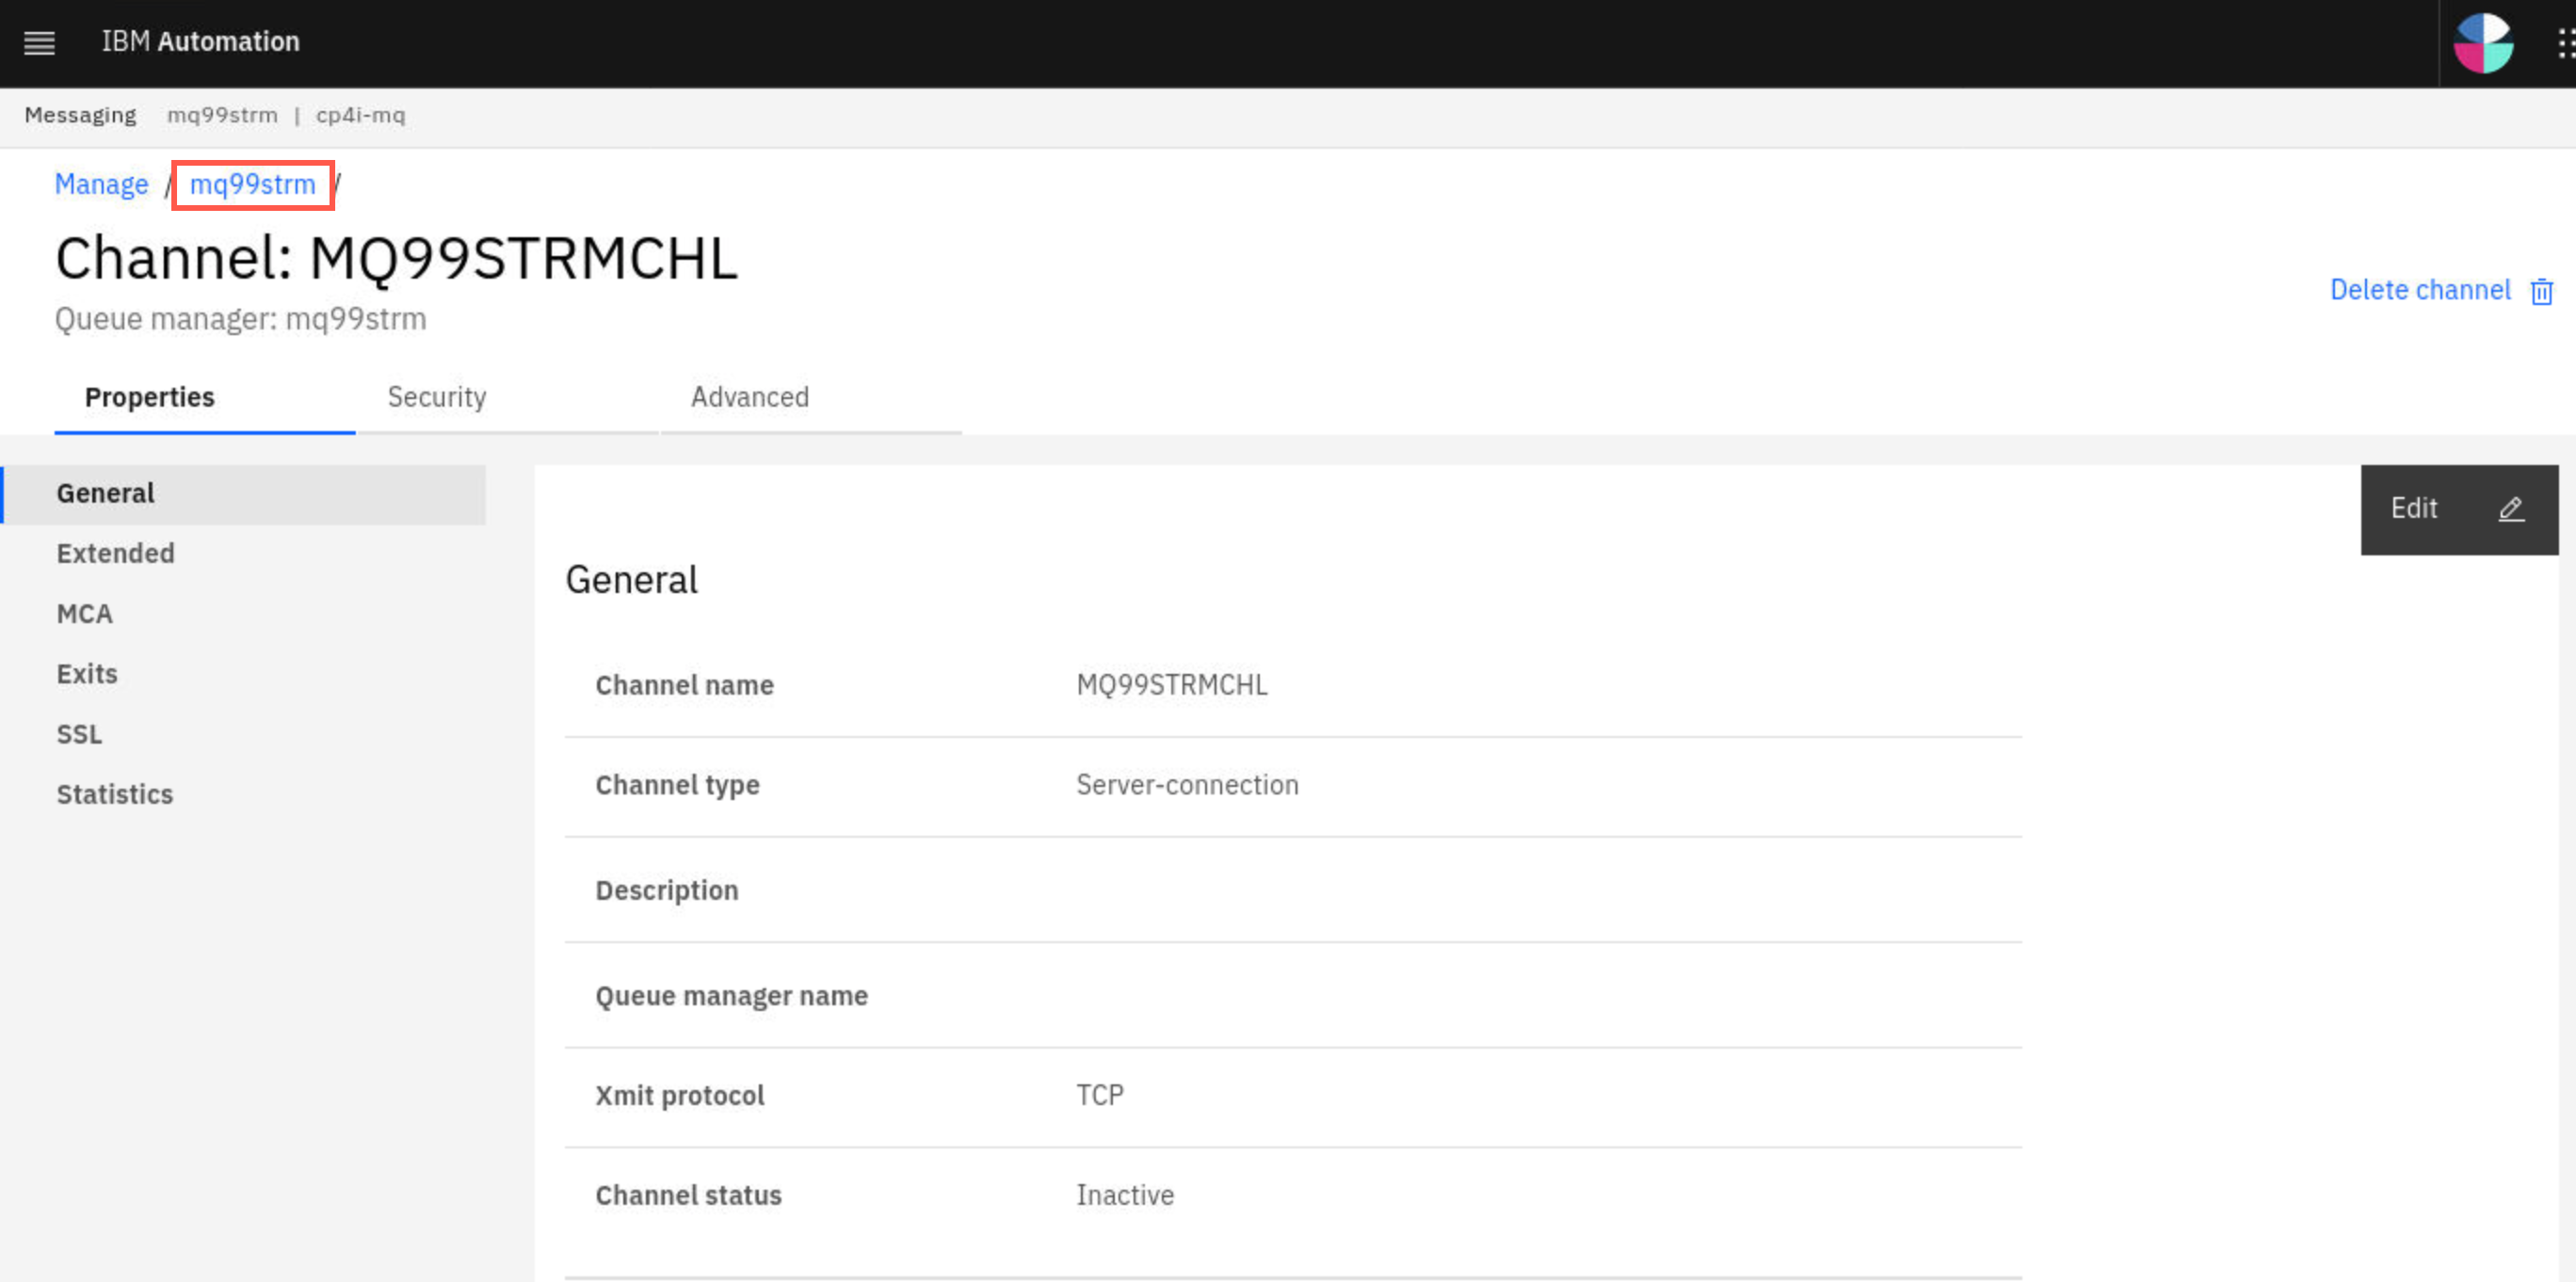 IBM Automation
Messaging mq99strm | cp4i-mq
Manage / mq99strm /
Channel: MQ99STRMCHL
Queue manager: mq99strm
Delete channel
Properties Security Advanced
General
Extended
MCA
Exits
SSL
Statistics
Edit
General
Channel name MQ99STRMCHL
Channel type Server-connection
Description
Queue manager name
Xmit protocol TCP
Channel status Inactive